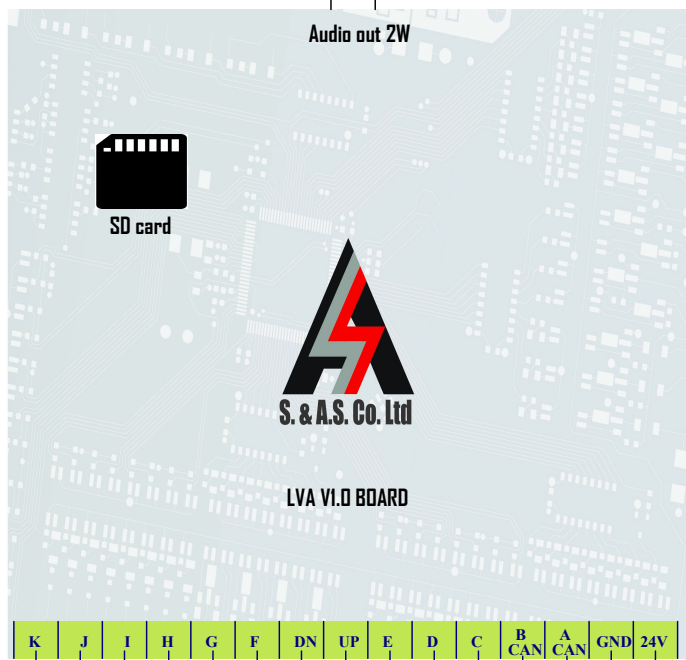 Audio out 2W
SD card
S. & A.S. Co. Ltd
LVA V1.0 BOARD
K J I H G F DN UP E D C B CAN A CAN GND 24V